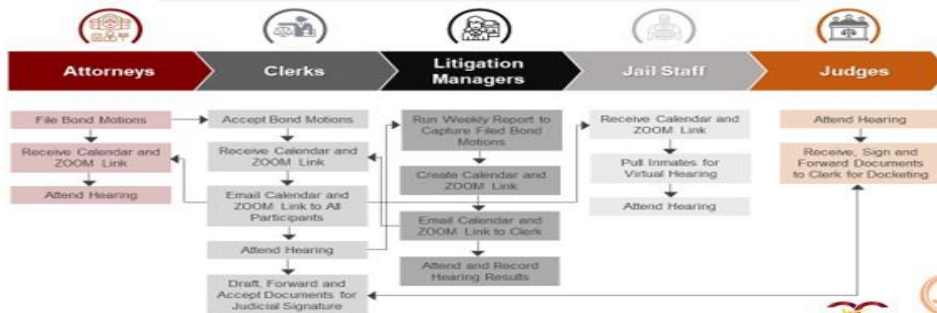 Attorneys
Clerks
Litigation
Managers
Jail Staff
Judges
File Bond Motions
Receive Calendar and
ZOOM Link
Attend Hearing
Accept Bond Motions
Receive Calendar and
ZOOM Link
Email Calendar and
ZOOM Link to All
Participants
Attend Hearing
Draft, Forward and
Accept Documents for
Judicial Signature
Run Weekly Report to
Capture Filed Bond
Motions
Create Calendar and
ZOOM Link
Email Calendar and
ZOOM Link to Clerk
Attend and Record
Hearing Results
Receive Calendar and
ZOOM Link
Pull Inmates for
Virtual Hearing
Attend Hearing
Attend Hearing
Receive, Sign and
Forward Documents
to Clerk for Docketing